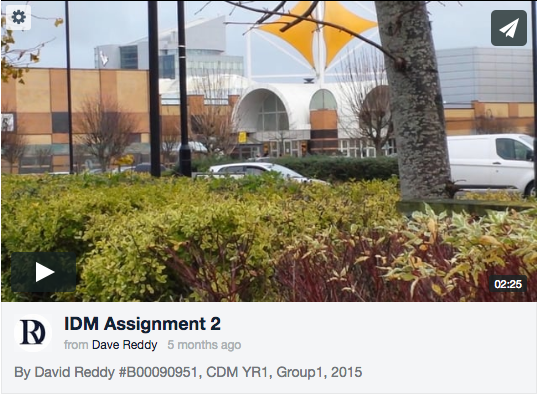 02:25
RD
IDM Assignment 2
from Dave Reddy 5 months ago
By David Reddy #B00090951, CDM YR1, Group1, 2015